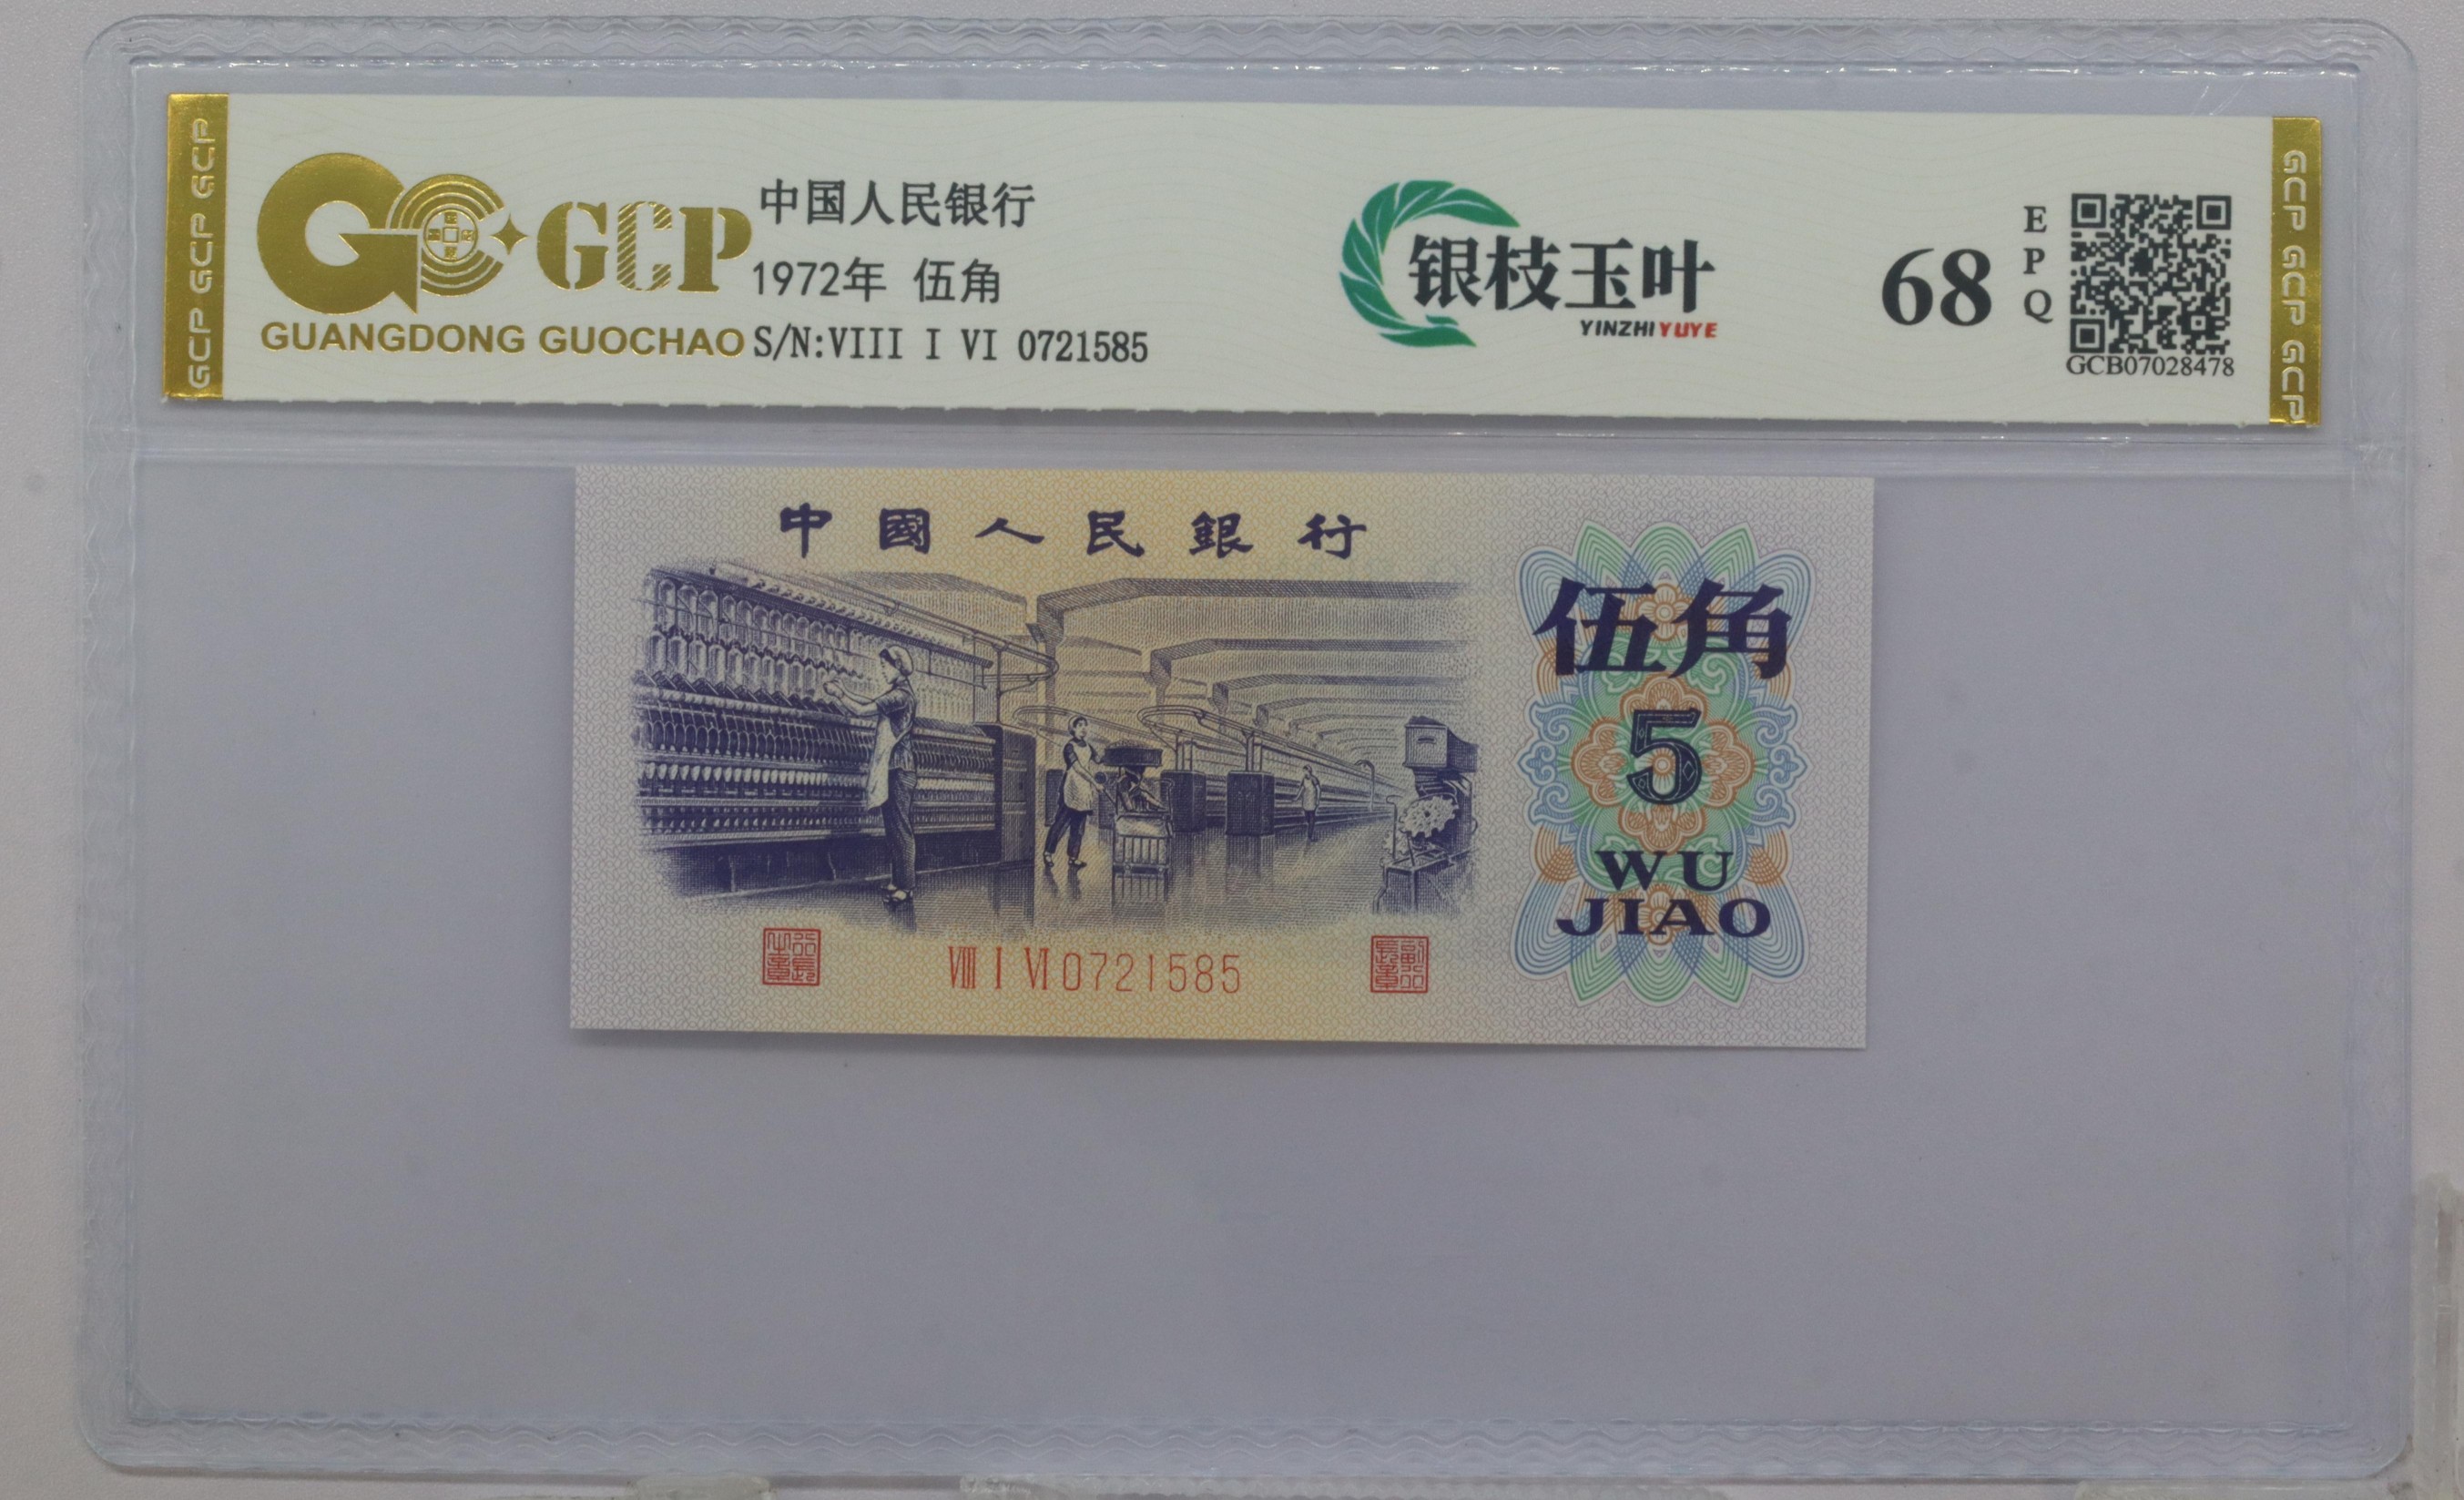 GCP GCP GCP
GCP
GUANGDONG GUOCHAO
中国人民银行
1972年 伍角
S/N:VIII I VI 0721585
银枝玉叶
YINZHIYUYE
68
EPQ
GCB07028478
GCP GCP GCP
中國人民銀行
伍角
5
WU
JIAO
VIII I VI 0721585